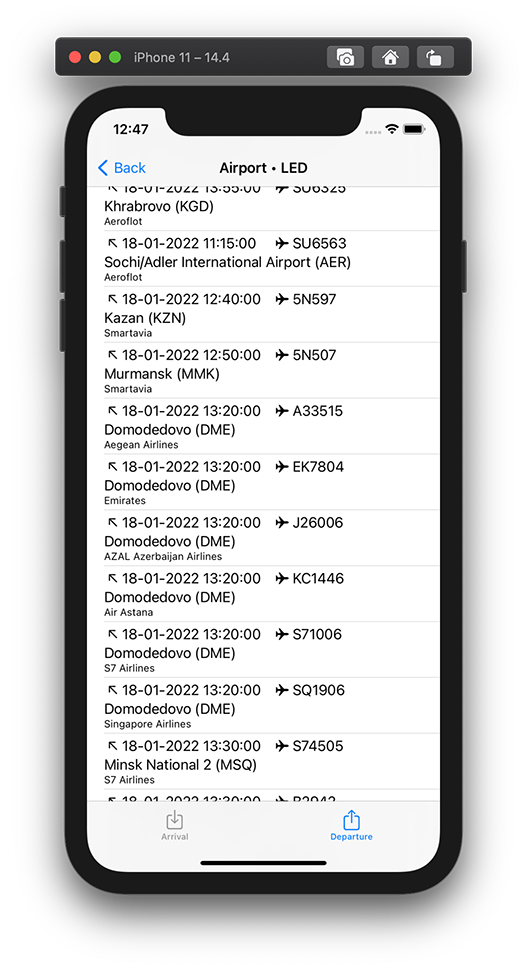 iPhone 11 – 14.4
12:47
Back
Airport • LED
18-01-2022 13:55:00 SU6325
Khrabrovo (KGD)
Aeroflot
18-01-2022 11:15:00 SU6563
Sochi/Adler International Airport (AER)
Aeroflot
18-01-2022 12:40:00 5N597
Kazan (KZN)
Smartavia
18-01-2022 12:50:00 5N507
Murmansk (MMK)
Smartavia
18-01-2022 13:20:00 A33515
Domodedovo (DME)
Aegean Airlines
18-01-2022 13:20:00 EK7804
Domodedovo (DME)
Emirates
18-01-2022 13:20:00 J26006
Domodedovo (DME)
AZAL Azerbaijan Airlines
18-01-2022 13:20:00 KC1446
Domodedovo (DME)
Air Astana
18-01-2022 13:20:00 S71006
Domodedovo (DME)
S7 Airlines
18-01-2022 13:20:00 SQ1906
Domodedovo (DME)
Singapore Airlines
18-01-2022 13:30:00 S74505
Minsk National 2 (MSQ)
S7 Airlines
18-01-2022 13:30:00 B2942
Arrival
Departure